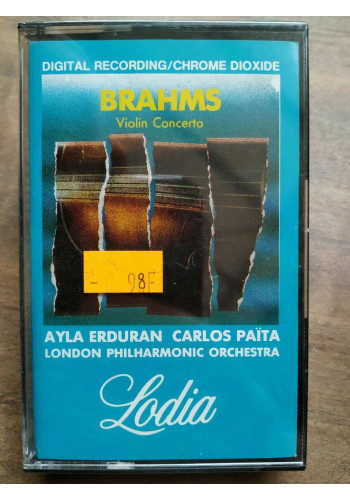 DIGITAL RECORDING/CHROME DIOXIDE
BRAHMS
Violin Concerto
- 98F
AYLA ERDURAN CARLOS PAÏTA
LONDON PHILHARMONIC ORCHESTRA
Lodia